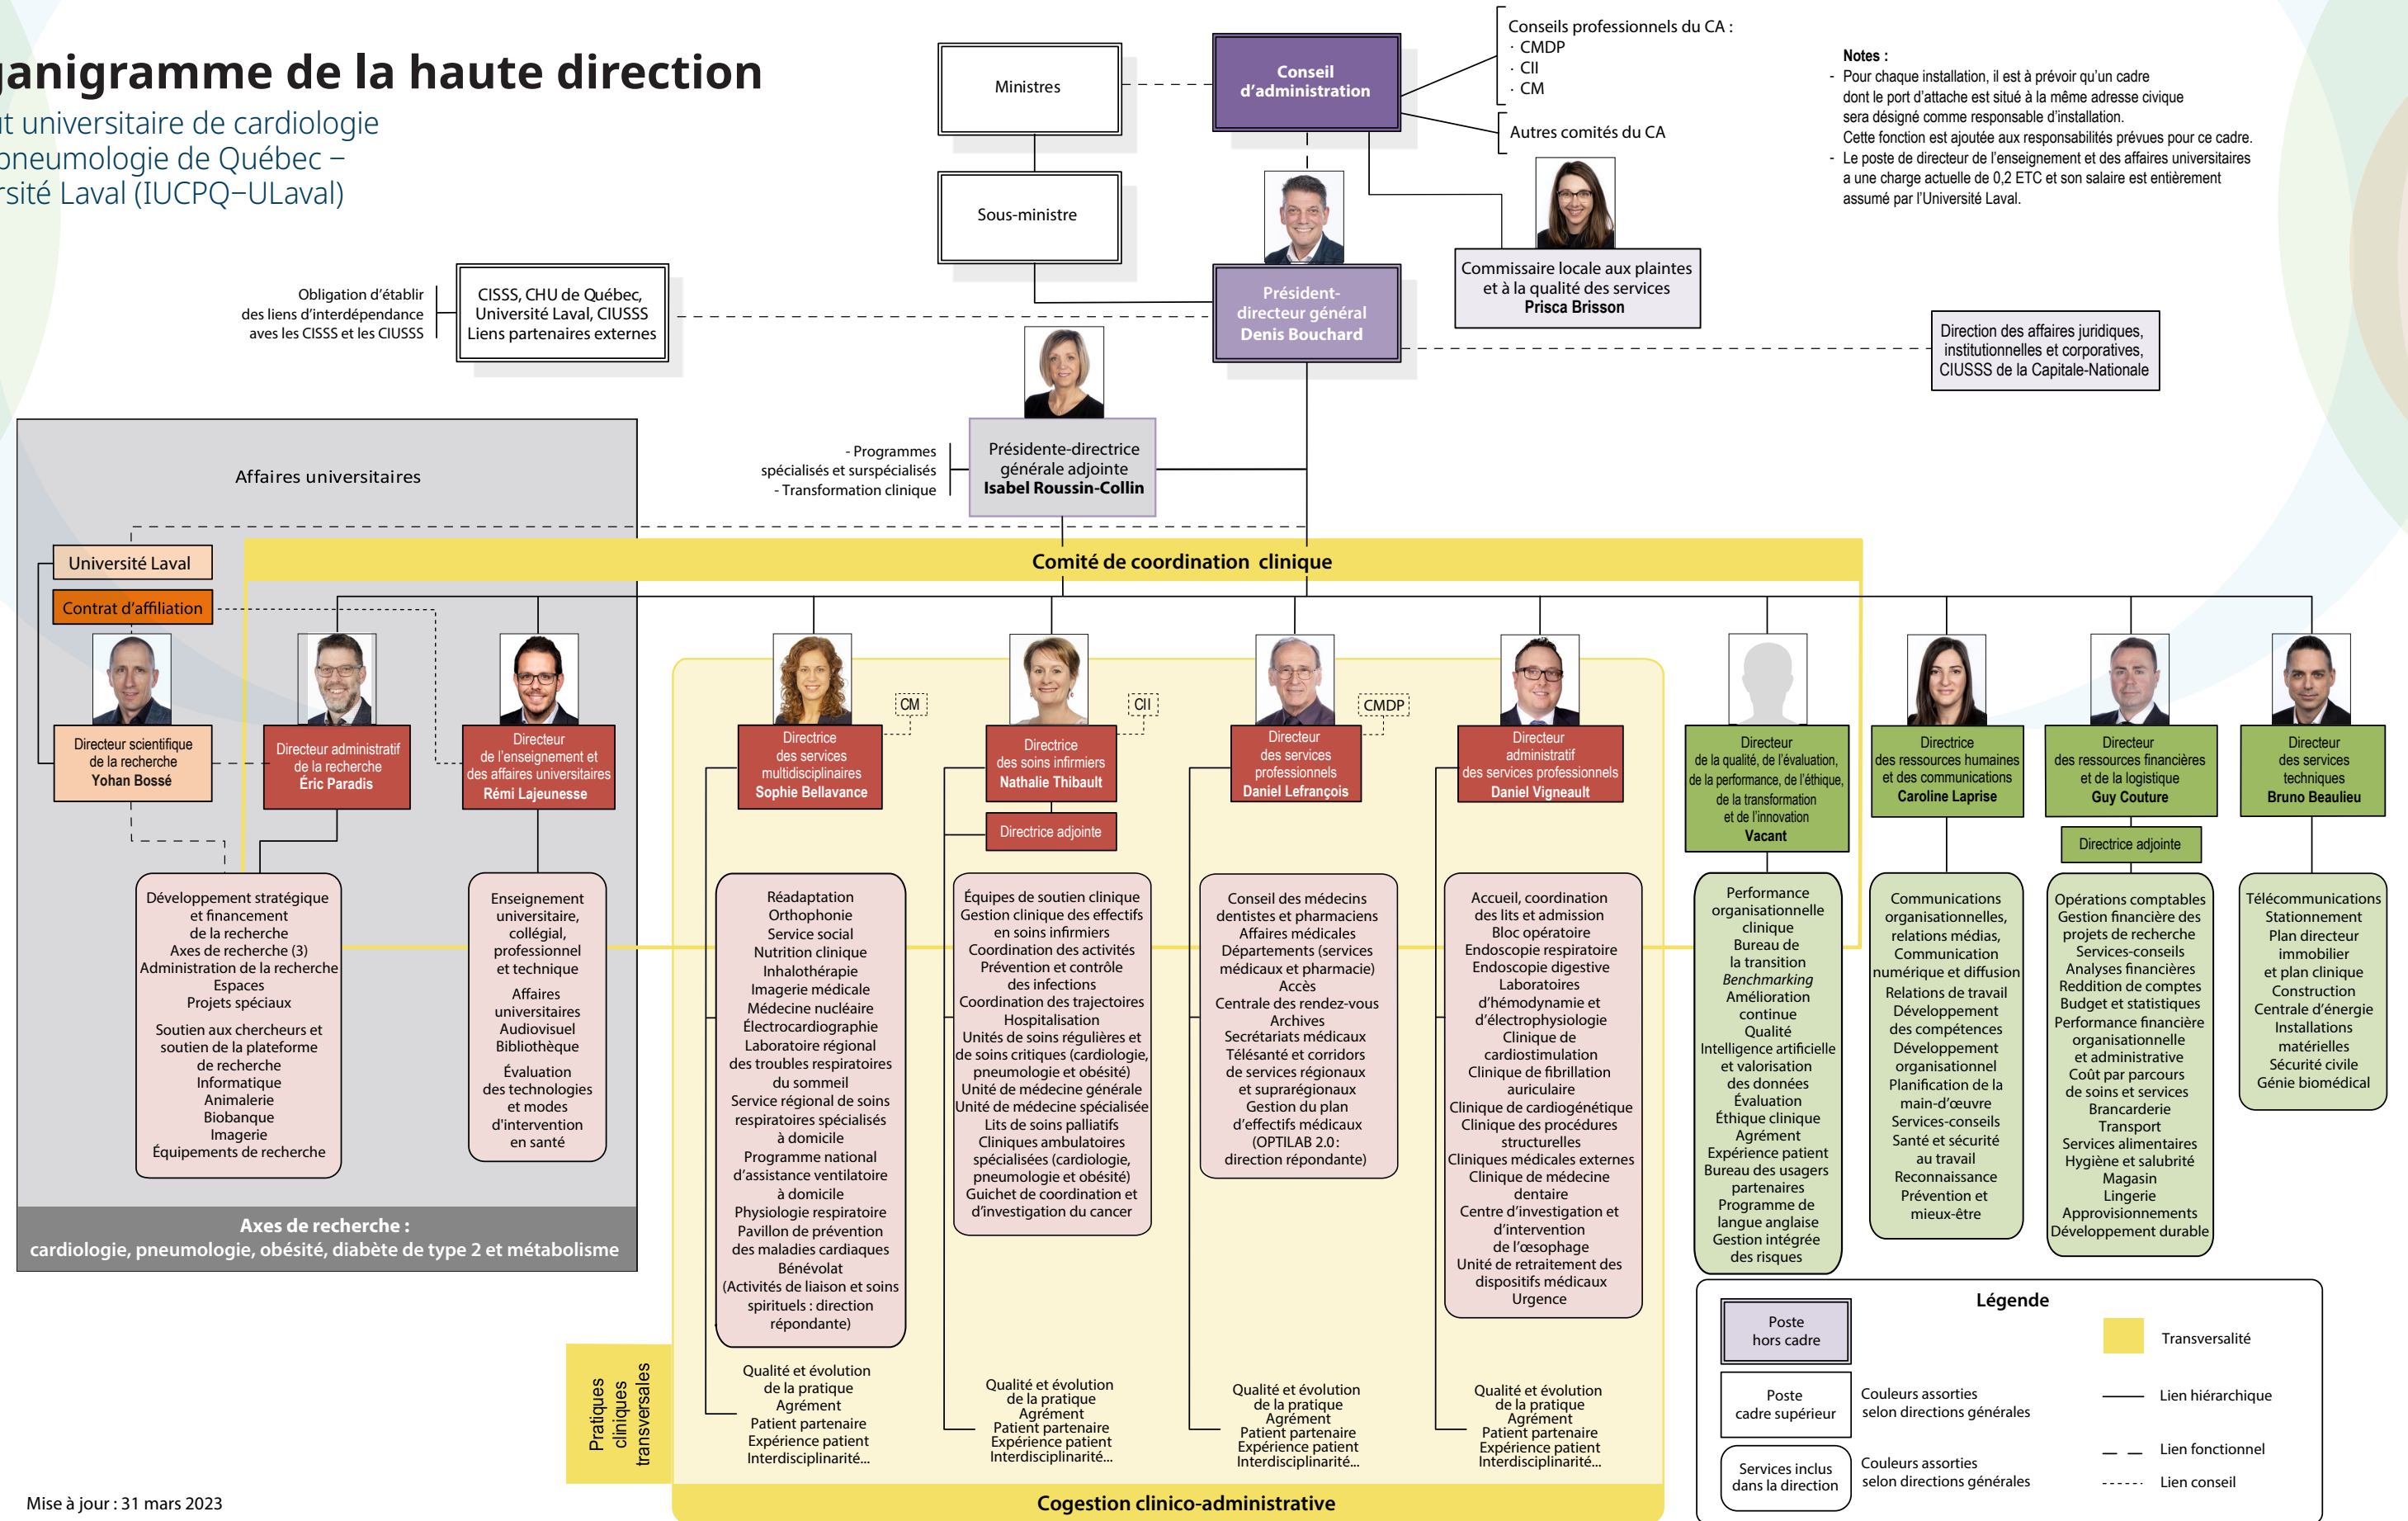 ganigramme de la haute direction
ut universitaire de cardiologie
pneumologie de Québec –
rsité Laval (IUCPQ–ULaval)
Ministres
Sous-ministre
Conseil
d'administration
Conseils professionnels du CA :
· CMDP
· CII
· CM
Autres comités du CA
Notes :
- Pour chaque installation, il est à prévoir qu'un cadre
dont le port d'attache est situé à la même adresse civique
sera désigné comme responsable d'installation.
Cette fonction est ajoutée aux responsabilités prévues pour ce cadre.
- Le poste de directeur de l'enseignement et des affaires universitaires
a une charge actuelle de 0,2 ETC et son salaire est entièrement
assumé par l'Université Laval.
Commissaire locale aux plaintes
et à la qualité des services
Prisca Brisson
Obligation d'établir
des liens d'interdépendance
aves les CISSS et les CIUSSS
CISSS, CHU de Québec,
Université Laval, CIUSSS
Liens partenaires externes
Président-
directeur général
Denis Bouchard
Direction des affaires juridiques,
institutionnelles et corporatives,
CIUSSS de la Capitale-Nationale
- Programmes
spécialisés et surspécialisés
- Transformation clinique
Présidente-directrice
générale adjointe
Isabel Roussin-Collin
Affaires universitaires
Comité de coordination clinique
Université Laval
Contrat d'affiliation
Directeur scientifique
de la recherche
Yohan Bossé
Directeur administratif
de la recherche
Éric Paradis
Directeur
de l'enseignement et
des affaires universitaires
Rémi Lajeunesse
CM
Directrice
des services
multidisciplinaires
Sophie Bellavance
CII
Directrice
des soins infirmiers
Nathalie Thibault
Directrice adjointe
CMDP
Directeur
des services
professionnels
Daniel Lefrançois
Directeur
administratif
des services professionnels
Daniel Vigneault
Directeur
de la qualité, de l'évaluation,
de la performance, de l'éthique,
de la transformation
et de l'innovation
Vacant
Directrice
des ressources humaines
et des communications
Caroline Laprise
Directeur
des ressources financières
et de la logistique
Guy Couture
Directrice adjointe
Directeur
des services
techniques
Bruno Beaulieu
Développement stratégique
et financement
de la recherche
Axes de recherche (3)
Administration de la recherche
Espaces
Projets spéciaux
Soutien aux chercheurs et
soutien de la plateforme
de recherche
Informatique
Animalerie
Biobanque
Imagerie
Équipements de recherche
Enseignement
universitaire,
collégial,
professionnel
et technique
Affaires
universitaires
Audiovisuel
Bibliothèque
Évaluation
des technologies
et modes
d'intervention
en santé
Axes de recherche :
cardiologie, pneumologie, obésité, diabète de type 2 et métabolisme
Réadaptation
Orthophonie
Service social
Nutrition clinique
Inhalothérapie
Imagerie médicale
Médecine nucléaire
Électrocardiographie
Laboratoire régional
des troubles respiratoires
du sommeil
Service régional de soins
respiratoires spécialisés
à domicile
Programme national
d'assistance ventilatoire
à domicile
Physiologie respiratoire
Pavillon de prévention
des maladies cardiaques
Bénévolat
(Activités de liaison et soins
spirituels : direction
répondante)
Équipes de soutien clinique
Gestion clinique des effectifs
en soins infirmiers
Coordination des activités
Prévention et contrôle
des infections
Coordination des trajectoires
Hospitalisation
Unités de soins régulières et
de soins critiques (cardiologie,
pneumologie et obésité)
Unité de médecine générale
Unité de médecine spécialisée
Lits de soins palliatifs
Cliniques ambulatoires
spécialisées (cardiologie,
pneumologie et obésité)
Guichet de coordination et
d'investigation du cancer
Conseil des médecins
dentistes et pharmaciens
Affaires médicales
Départements (services
médicaux et pharmacie)
Accès
Centrale des rendez-vous
Archives
Secrétariats médicaux
Télésanté et corridors
de services régionaux
et suprarégionaux
Gestion du plan
d'effectifs médicaux
(OPTILAB 2.0 :
direction répondante)
Accueil, coordination
des lits et admission
Bloc opératoire
Endoscopie respiratoire
Endoscopie digestive
Laboratoires
d'hémodynamie et
d'électrophysiologie
Clinique de
cardiostimulation
Clinique de fibrillation
auriculaire
Clinique de cardiogénétique
Clinique des procédures
structurelles
Cliniques médicales externes
Clinique de médecine
dentaire
Centre d'investigation et
d'intervention
de l'œsophage
Unité de retraitement des
dispositifs médicaux
Urgence
Performance
organisationnelle
clinique
Bureau de
la transition
Benchmarking
Amélioration
continue
Qualité
Intelligence artificielle
et valorisation
des données
Évaluation
Éthique clinique
Agrément
Expérience patient
Bureau des usagers
partenaires
Programme de
langue anglaise
Gestion intégrée
des risques
Communications
organisationnelles,
relations médias,
Communication
numérique et diffusion
Relations de travail
Développement
des compétences
Développement
organisationnel
Planification de la
main-d'œuvre
Services-conseils
Santé et sécurité
au travail
Reconnaissance
Prévention et
mieux-être
Opérations comptables
Gestion financière des
projets de recherche
Services-conseils
Analyses financières
Reddition de comptes
Budget et statistiques
Performance financière
organisationnelle
et administrative
Coût par parcours
de soins et services
Brancarderie
Transport
Services alimentaires
Hygiène et salubrité
Magasin
Lingerie
Approvisionnements
Développement durable
Télécommunications
Stationnement
Plan directeur
immobilier
et plan clinique
Construction
Centrale d'énergie
Installations
matérielles
Sécurité civile
Génie biomédical
Pratiques
cliniques
transversales
Qualité et évolution
de la pratique
Agrément
Patient partenaire
Expérience patient
Interdisciplinarité...
Qualité et évolution
de la pratique
Agrément
Patient partenaire
Expérience patient
Interdisciplinarité...
Qualité et évolution
de la pratique
Agrément
Patient partenaire
Expérience patient
Interdisciplinarité...
Qualité et évolution
de la pratique
Agrément
Patient partenaire
Expérience patient
Interdisciplinarité...
Cogestion clinico-administrative
Légende
Poste
hors cadre
Transversalité
Poste
cadre supérieur
Couleurs assorties
selon directions générales
Lien hiérarchique
Services inclus
dans la direction
Couleurs assorties
selon directions générales
Lien fonctionnel
Lien conseil
Mise à jour : 31 mars 2023